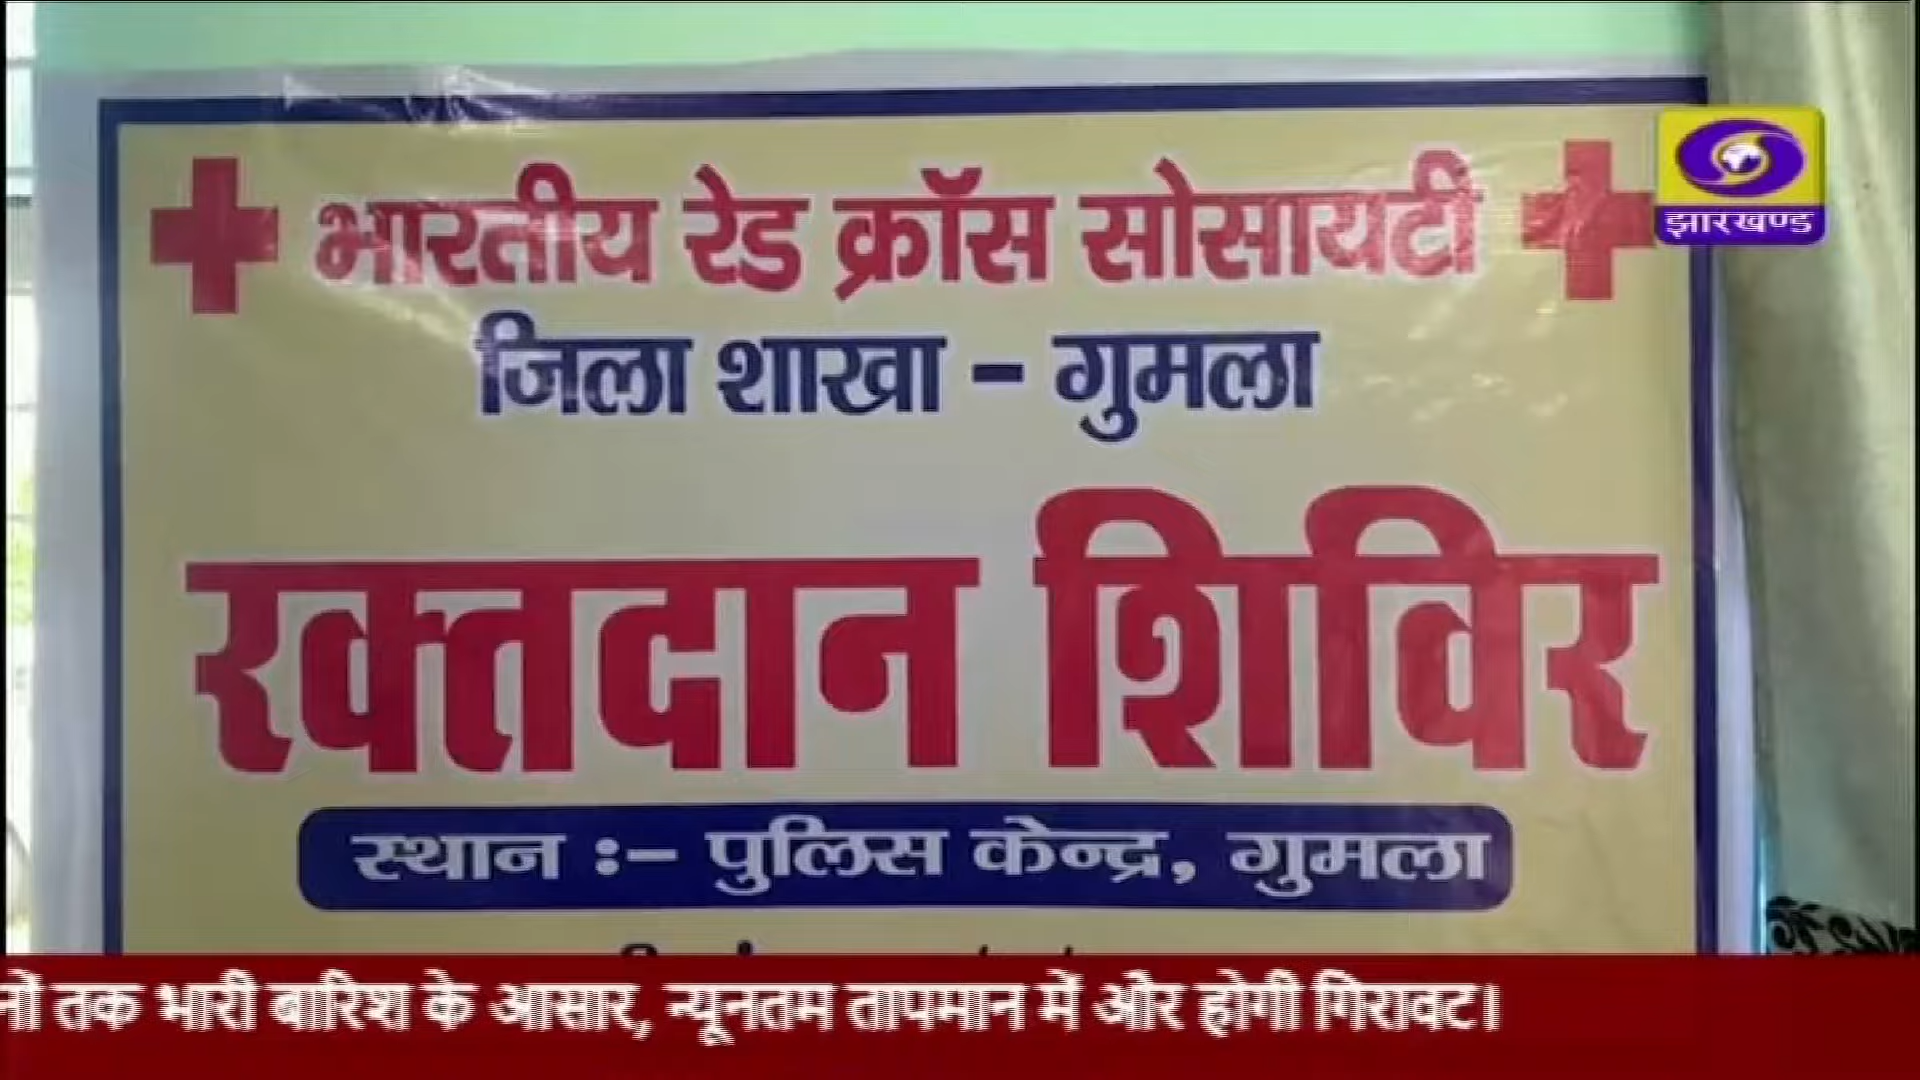 भारतीय रेड क्रॉस सोसायटी
झारखण्ड
जिला शाखा - गुमला
रक्तदान शिविर
स्थान :- पुलिस केन्द्र, गुमला
तक भारी बारिश के आसार, न्यूनतम तापमान में और होगी गिरावट।